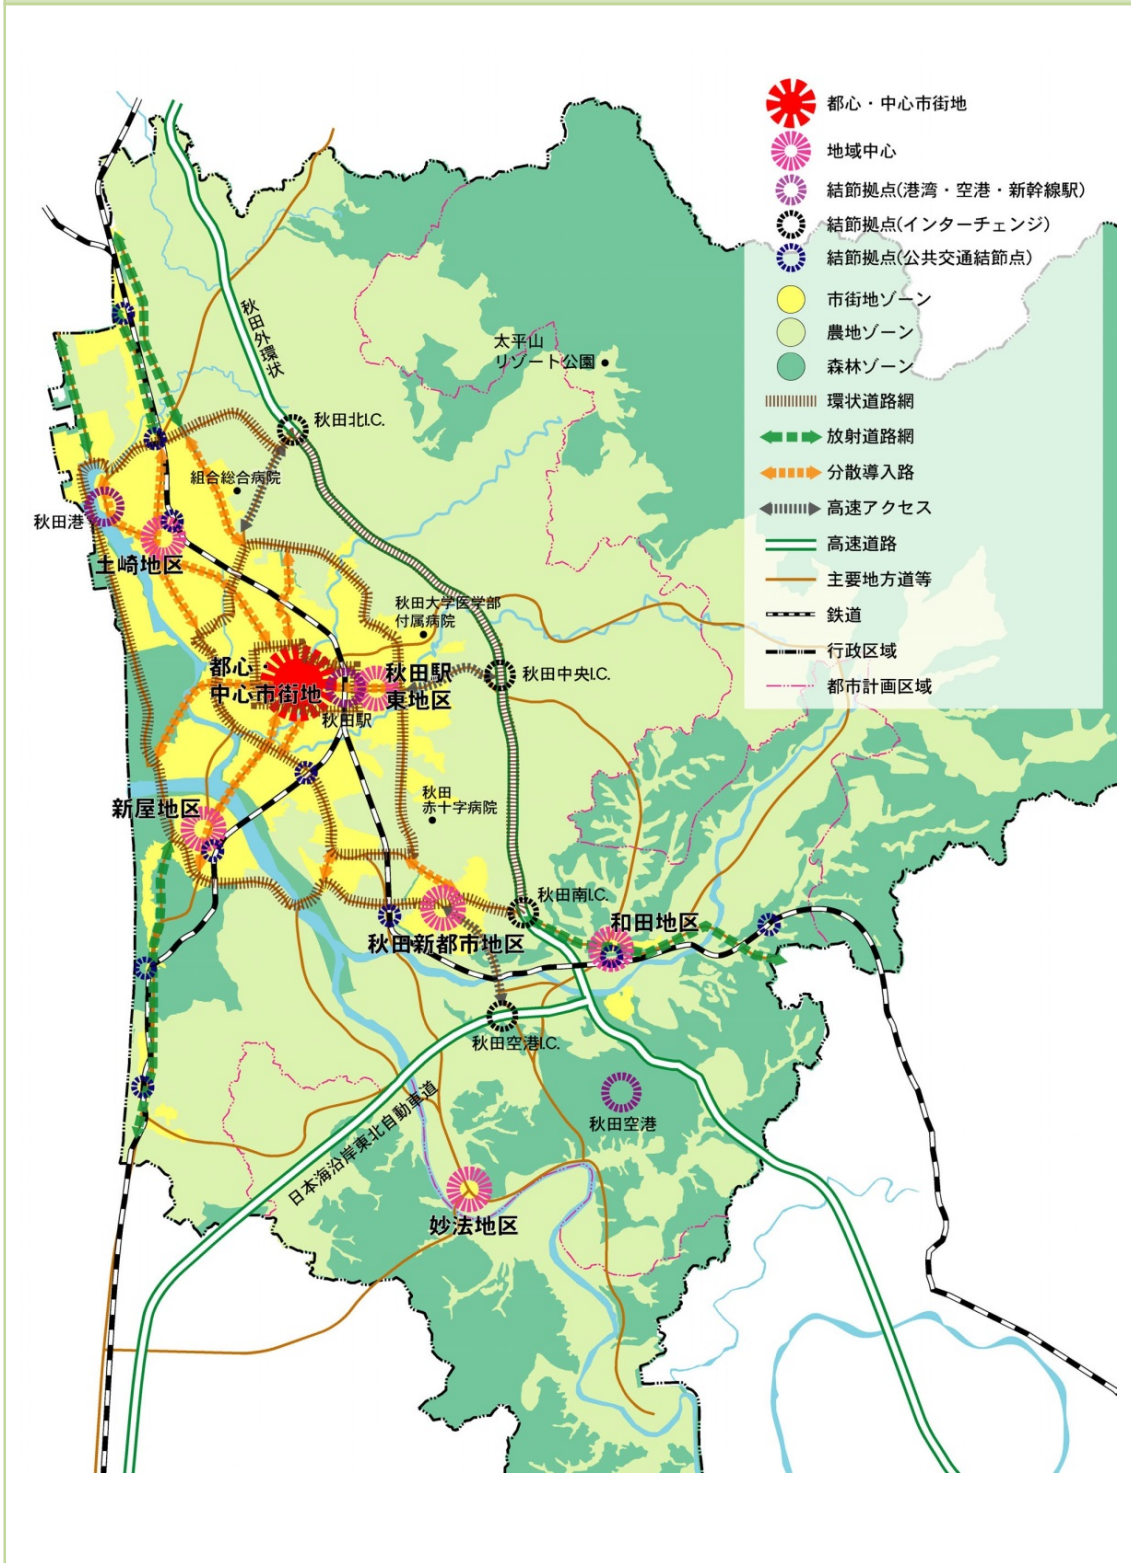 都心・中心市街地
地域中心
結節拠点(港湾・空港・新幹線駅)
結節拠点(インターチェンジ)
結節拠点(公共交通結節点)
市街地ゾーン
農地ゾーン
森林ゾーン
環状道路網
放射道路網
分散導入路
高速アクセス
高速道路
主要地方道等
鉄道
行政区域
都市計画区域
秋田外環状
太平山
リゾート公園
秋田北I.C.
組合総合病院
秋田港
土崎地区
秋田大学医学部
付属病院
都心
中心市街地
秋田駅
東地区
秋田駅
秋田中央I.C.
新屋地区
秋田
赤十字病院
秋田南I.C.
和田地区
秋田新都市地区
秋田空港I.C.
秋田空港
日本海沿岸東北自動車道
妙法地区